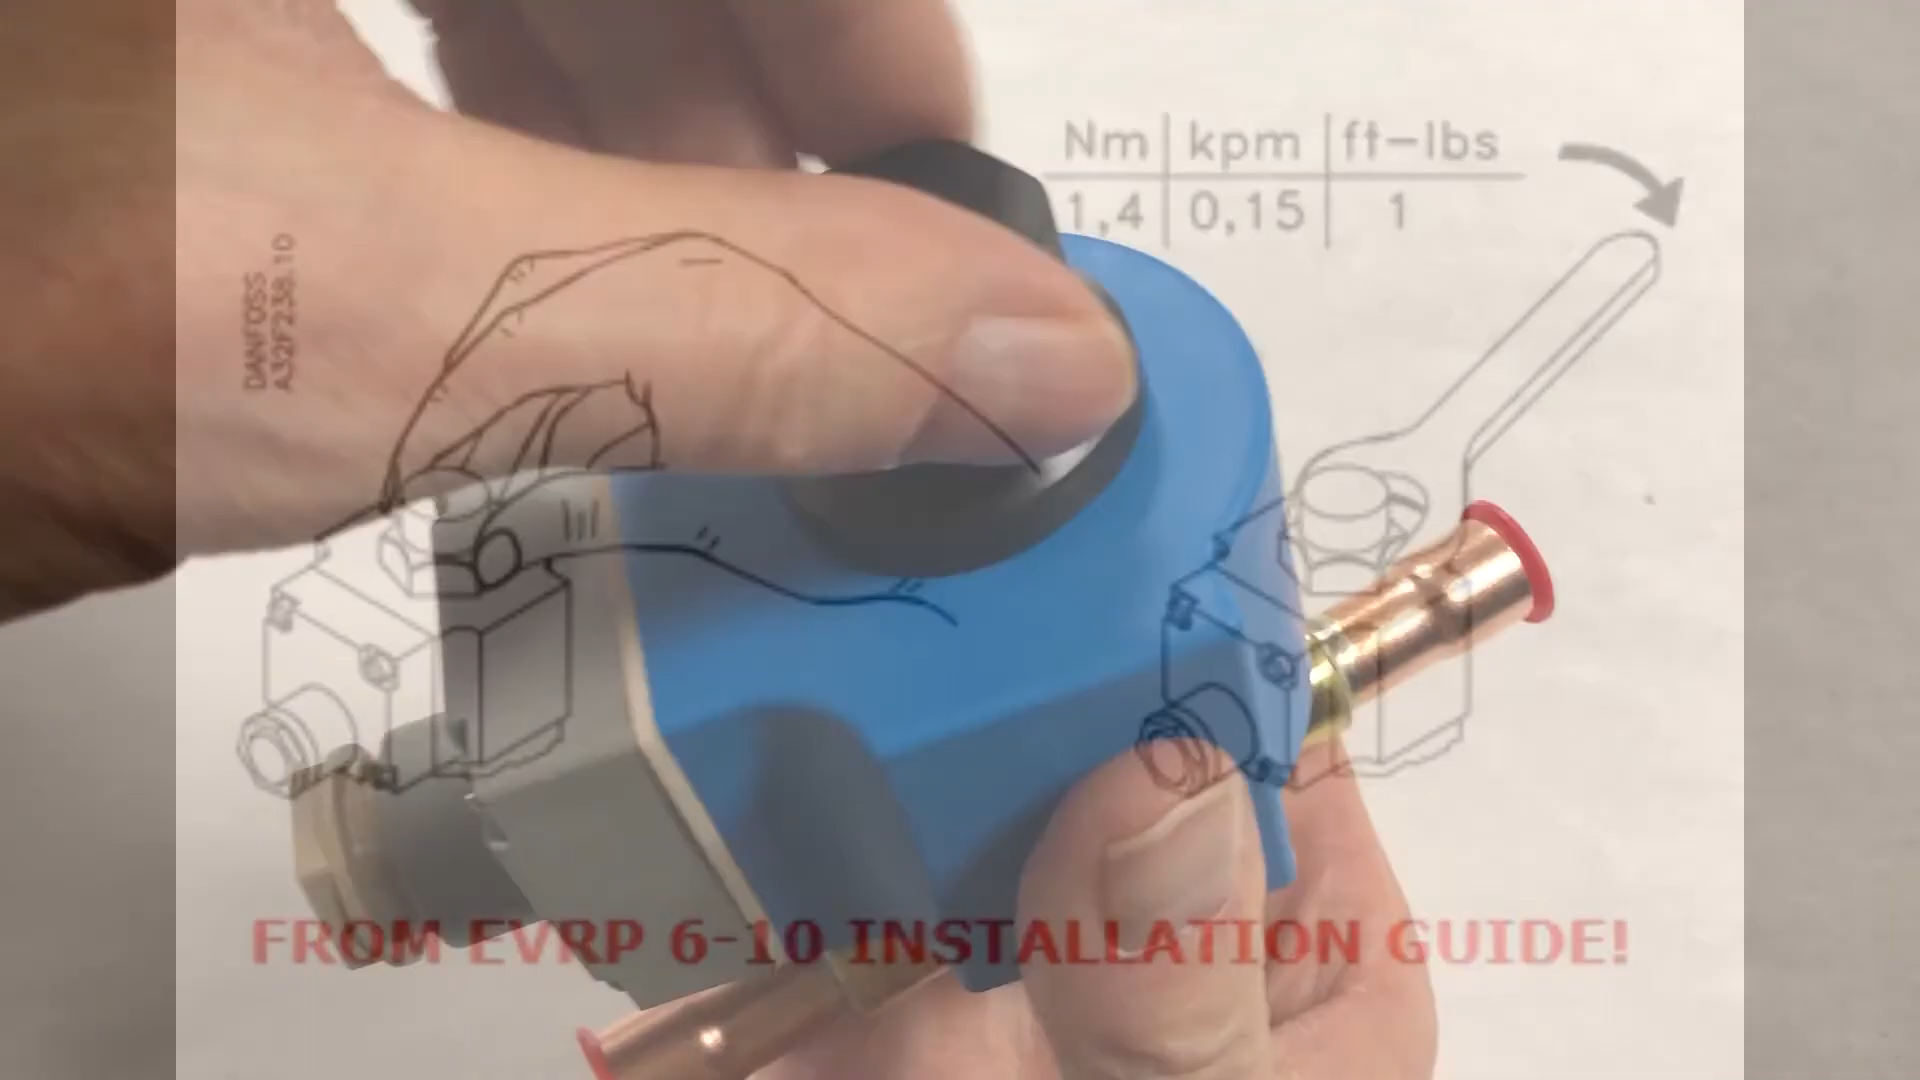 Nm kpm ft-lbs
1,4 0,15 1
DANFOSS
A32F238.10
FROM EVRP 6-10 INSTALLATION GUIDE!